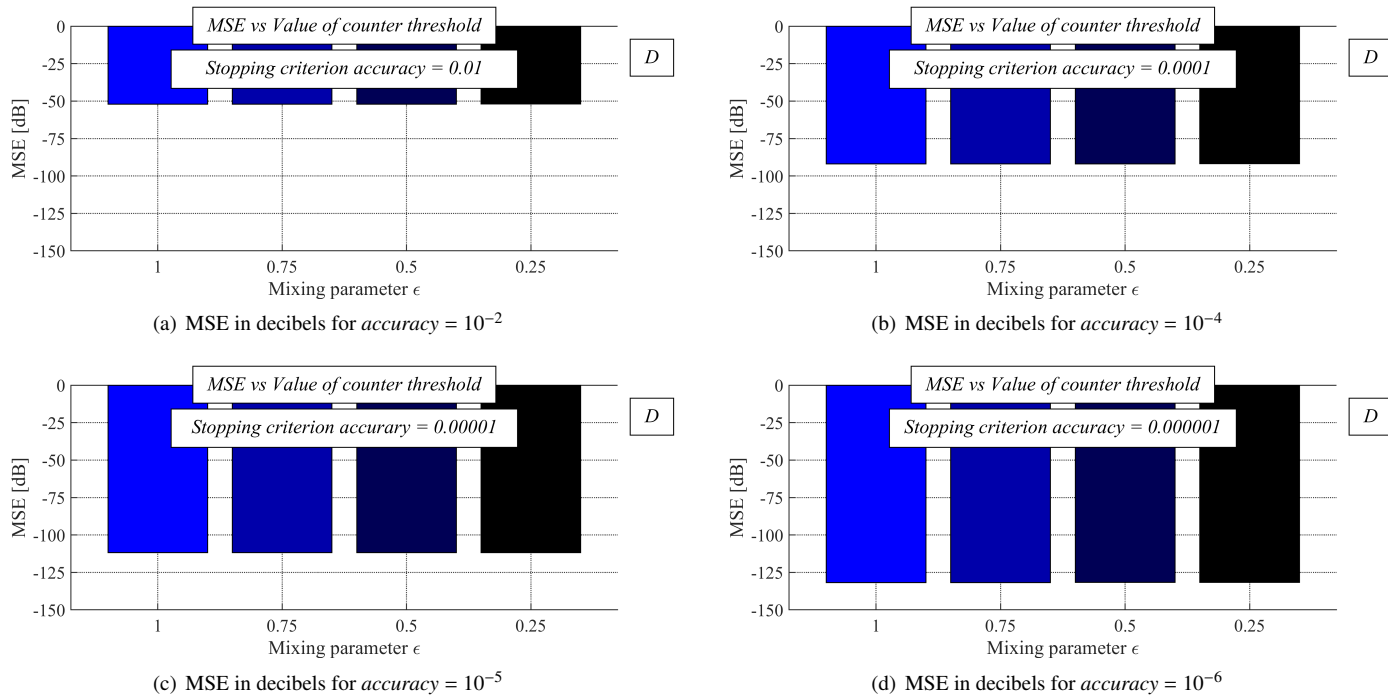 MSE vs Value of counter threshold
Stopping criterion accuracy = 0.01
D
MSE [dB]
0
-25
-50
-75
-100
-125
-150
1 0.75 0.5 0.25
Mixing parameter ϵ
(a) MSE in decibels for accuracy = 10⁻²
MSE vs Value of counter threshold
Stopping criterion accuracy = 0.0001
D
MSE [dB]
0
-25
-50
-75
-100
-125
-150
1 0.75 0.5 0.25
Mixing parameter ϵ
(b) MSE in decibels for accuracy = 10⁻⁴
MSE vs Value of counter threshold
Stopping criterion accurary = 0.00001
D
MSE [dB]
0
-25
-50
-75
-100
-125
-150
1 0.75 0.5 0.25
Mixing parameter ϵ
(c) MSE in decibels for accuracy = 10⁻⁵
MSE vs Value of counter threshold
Stopping criterion accuracy = 0.000001
D
MSE [dB]
0
-25
-50
-75
-100
-125
-150
1 0.75 0.5 0.25
Mixing parameter ϵ
(d) MSE in decibels for accuracy = 10⁻⁶